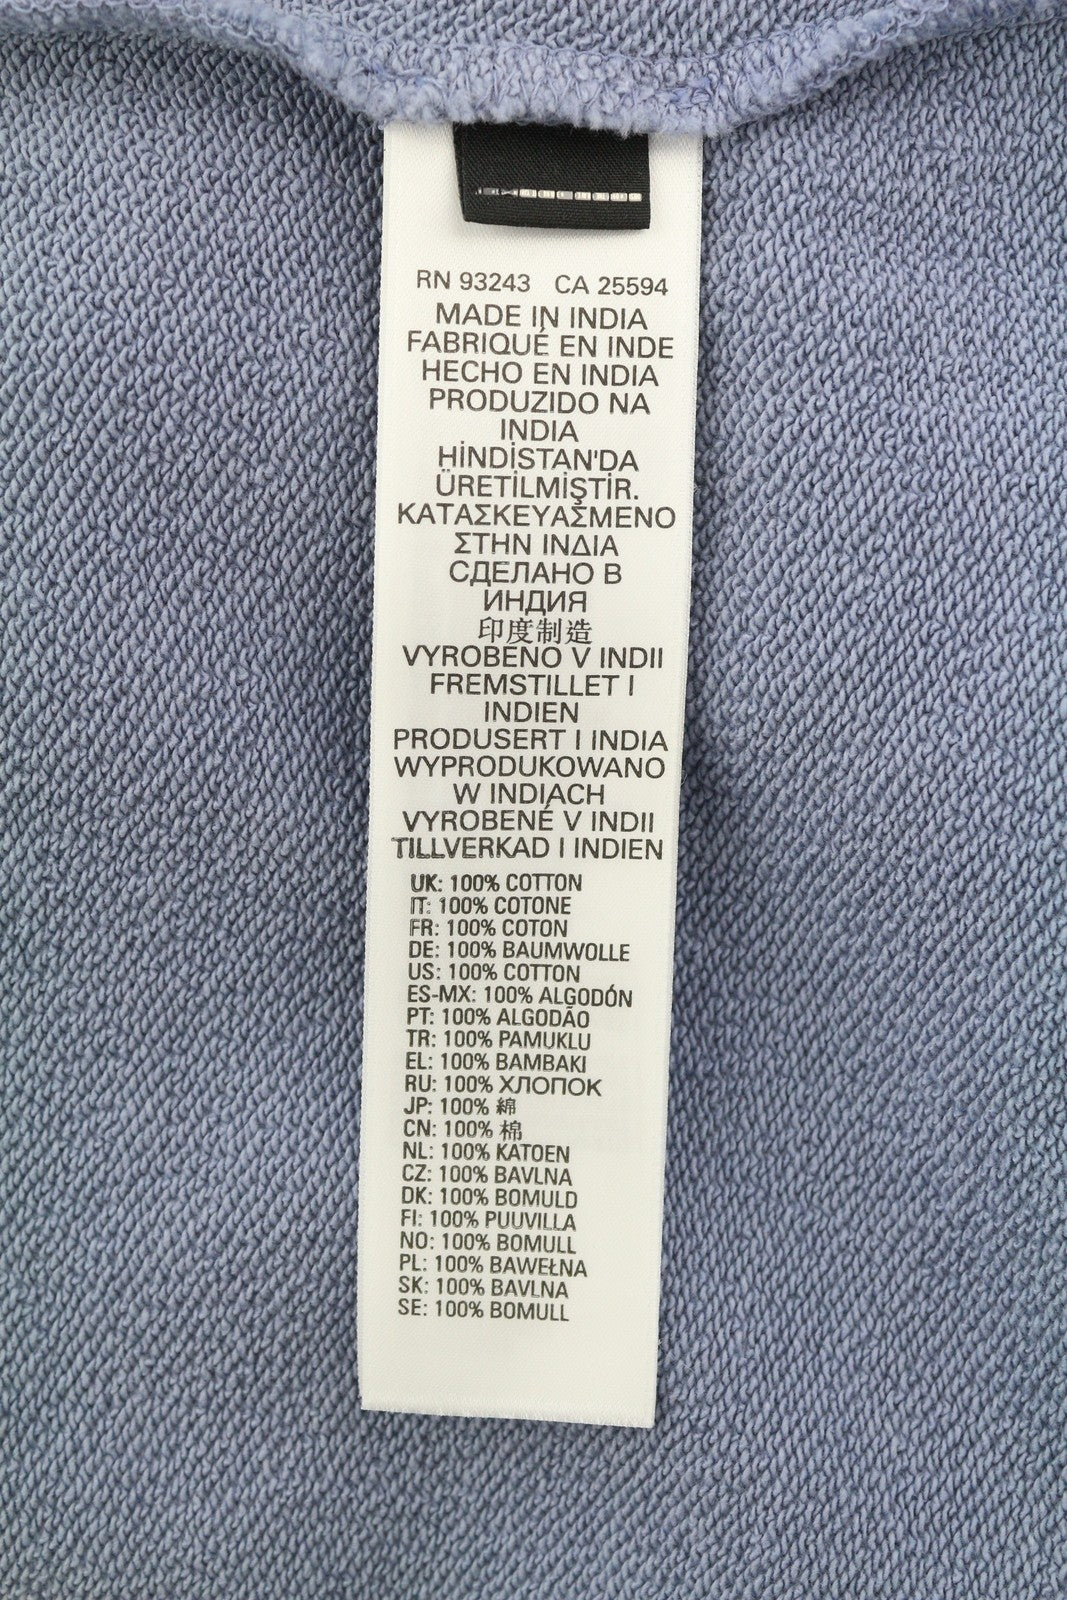 RN 93243 CA 25594
MADE IN INDIA
FABRIQUÉ EN INDE
HECHO EN INDIA
PRODUZIDO NA
INDIA
HİNDİSTAN'DA
ÜRETİLMİŞTİR.
ΚΑΤΑΣΚΕΥΑΣΜΕΝΟ
ΣΤΗΝ ΙΝΔΙΑ
СДЕЛАНО В
ИНДИЯ
印度制造
VYROBENO V INDII
FREMSTILLET I
INDIEN
PRODUSERT I INDIA
WYPRODUKOWANO
W INDIACH
VYROBENÉ V INDII
TILLVERKAD I INDIEN
UK: 100% COTTON
IT: 100% COTONE
FR: 100% COTON
DE: 100% BAUMWOLLE
US: 100% COTTON
ES-MX: 100% ALGODÓN
PT: 100% ALGODÃO
TR: 100% PAMUKLU
EL: 100% ΒΑΜΒΑΚΙ
RU: 100% ХЛОПОК
JP: 100% 綿
CN: 100% 棉
NL: 100% KATOEN
CZ: 100% BAVLNA
DK: 100% BOMULD
FI: 100% PUUVILLA
NO: 100% BOMULL
PL: 100% BAWEŁNA
SK: 100% BAVLNA
SE: 100% BOMULL